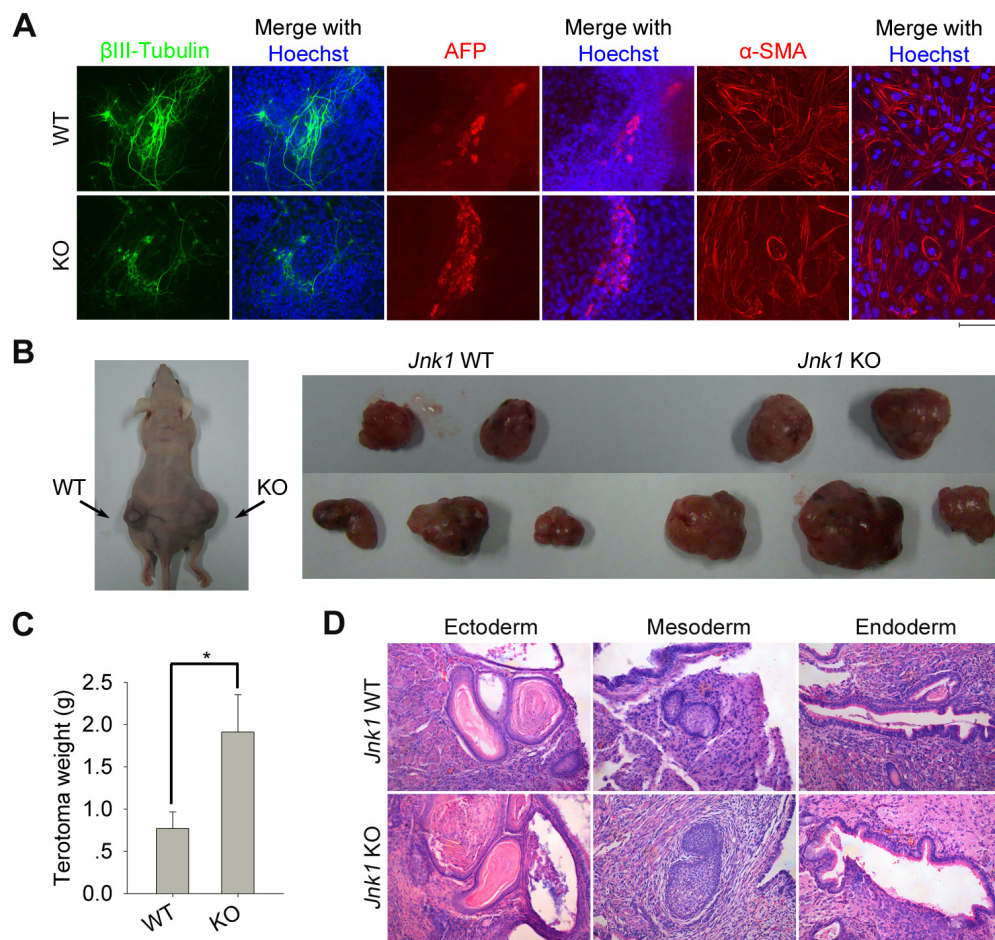 A
βIII-Tubulin
Merge with
Hoechst
AFP
Merge with
Hoechst
α-SMA
Merge with
Hoechst
WT
KO
B
Jnk1 WT
Jnk1 KO
WT
KO
C
*
Terotoma weight (g)
2.5
2.0
1.5
1.0
.5
0.0
WT
KO
D
Ectoderm
Mesoderm
Endoderm
Jnk1 WT
Jnk1 KO